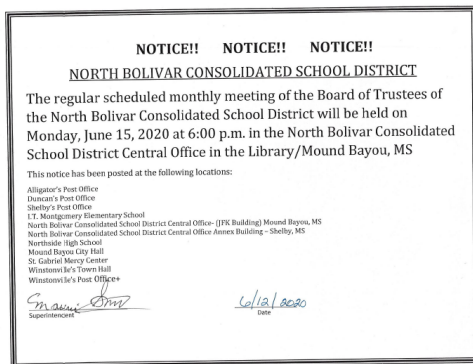 NOTICE!! NOTICE!! NOTICE!!
NORTH BOLIVAR CONSOLIDATED SCHOOL DISTRICT
The regular scheduled monthly meeting of the Board of Trustees of
the North Bolivar Consolidated School District will be held on
Monday, June 15, 2020 at 6:00 p.m. in the North Bolivar Consolidated
School District Central Office in the Library/Mound Bayou, MS
This notice has been posted at the following locations:
Alligator's Post Office
Duncan's Post Office
Shelby's Post Office
I.T. Montgomery Elementary School
North Bolivar Consolidated School District Central Office- (JFK Building) Mound Bayou, MS
North Bolivar Consolidated School District Central Office Annex Building – Shelby, MS
Northside High School
Mound Bayou City Hall
St. Gabriel Mercy Center
Winstonville's Town Hall
Winstonville's Post Office+
6/12/2020
Superintendent
Date